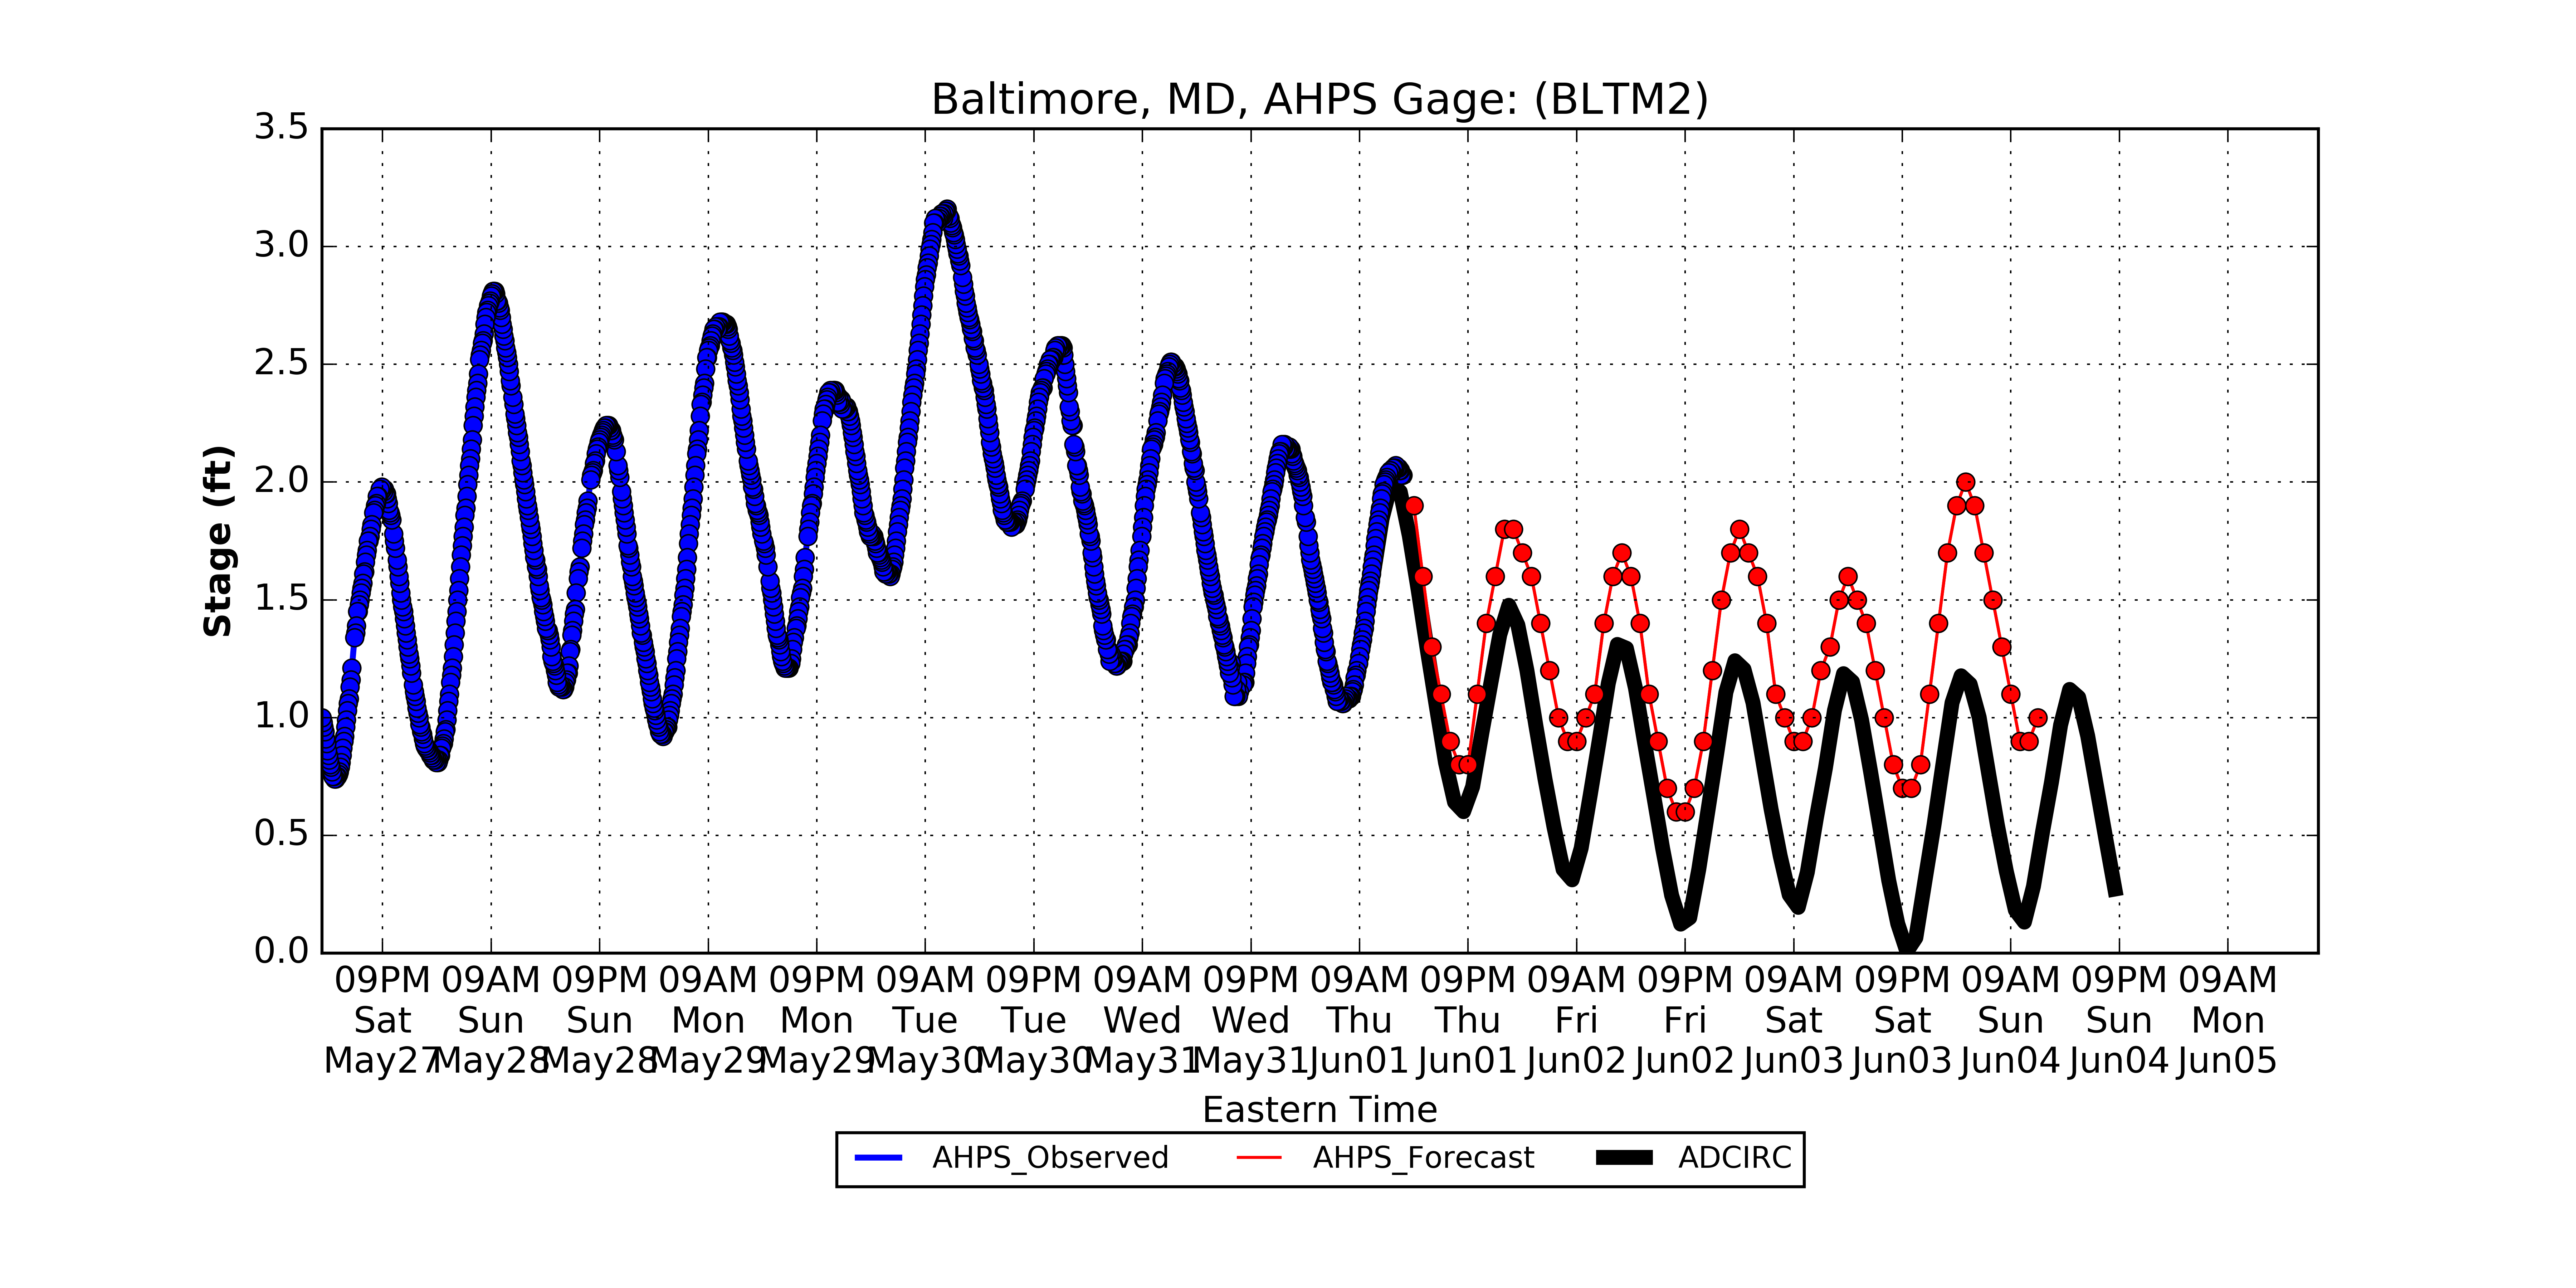 Baltimore, MD, AHPS Gage: (BLTM2)
3.5
3.0
2.5
2.0
1.5
1.0
0.5
0.0
Stage (ft)
09PM 09AM 09PM 09AM 09PM 09AM 09PM 09AM 09PM 09AM 09PM 09AM 09PM 09AM 09PM 09AM 09PM 09AM
Sat Sun Sun Mon Mon Tue Tue Wed Wed Thu Thu Fri Fri Sat Sat Sun Sun Mon
May27 May28 May28 May29 May29 May30 May30 May31 May31 Jun01 Jun01 Jun02 Jun02 Jun03 Jun03 Jun04 Jun04 Jun05
Eastern Time
AHPS_Observed AHPS_Forecast ADCIRC